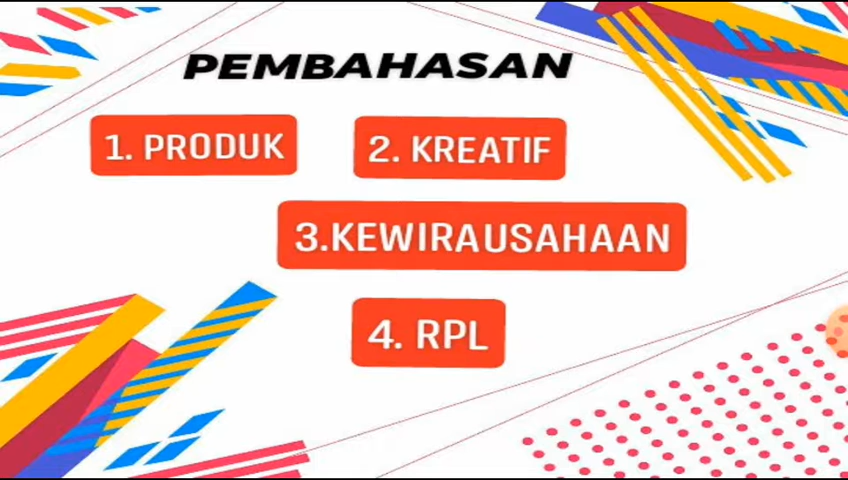 PEMBAHASAN
1. PRODUK
2. KREATIF
3.KEWIRAUSAHAAN
4. RPL